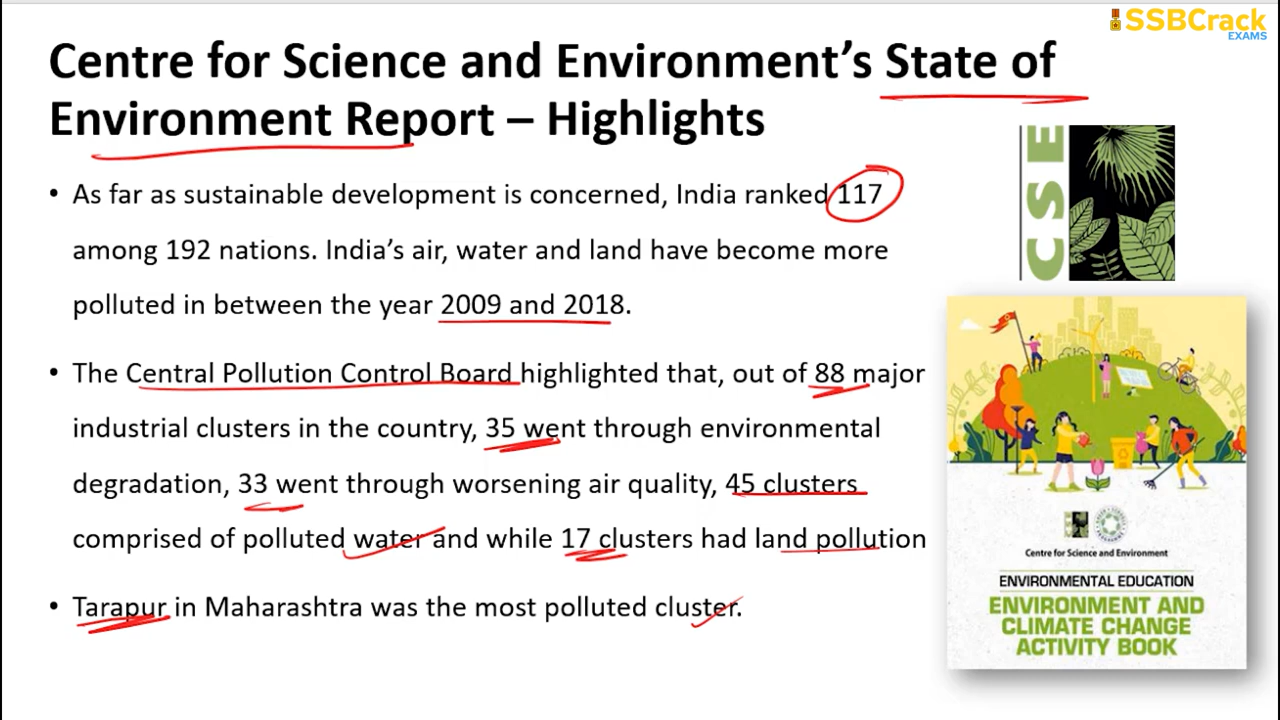 SSBCrack
EXAMS
Centre for Science and Environment’s State of
Environment Report – Highlights
CSE
• As far as sustainable development is concerned, India ranked 117
among 192 nations. India’s air, water and land have become more
polluted in between the year 2009 and 2018.
• The Central Pollution Control Board highlighted that, out of 88 major
industrial clusters in the country, 35 went through environmental
degradation, 33 went through worsening air quality, 45 clusters
comprised of polluted water and while 17 clusters had land pollution
• Tarapur in Maharashtra was the most polluted cluster.
Centre for Science and Environment
ENVIRONMENTAL EDUCATION
ENVIRONMENT AND
CLIMATE CHANGE
ACTIVITY BOOK